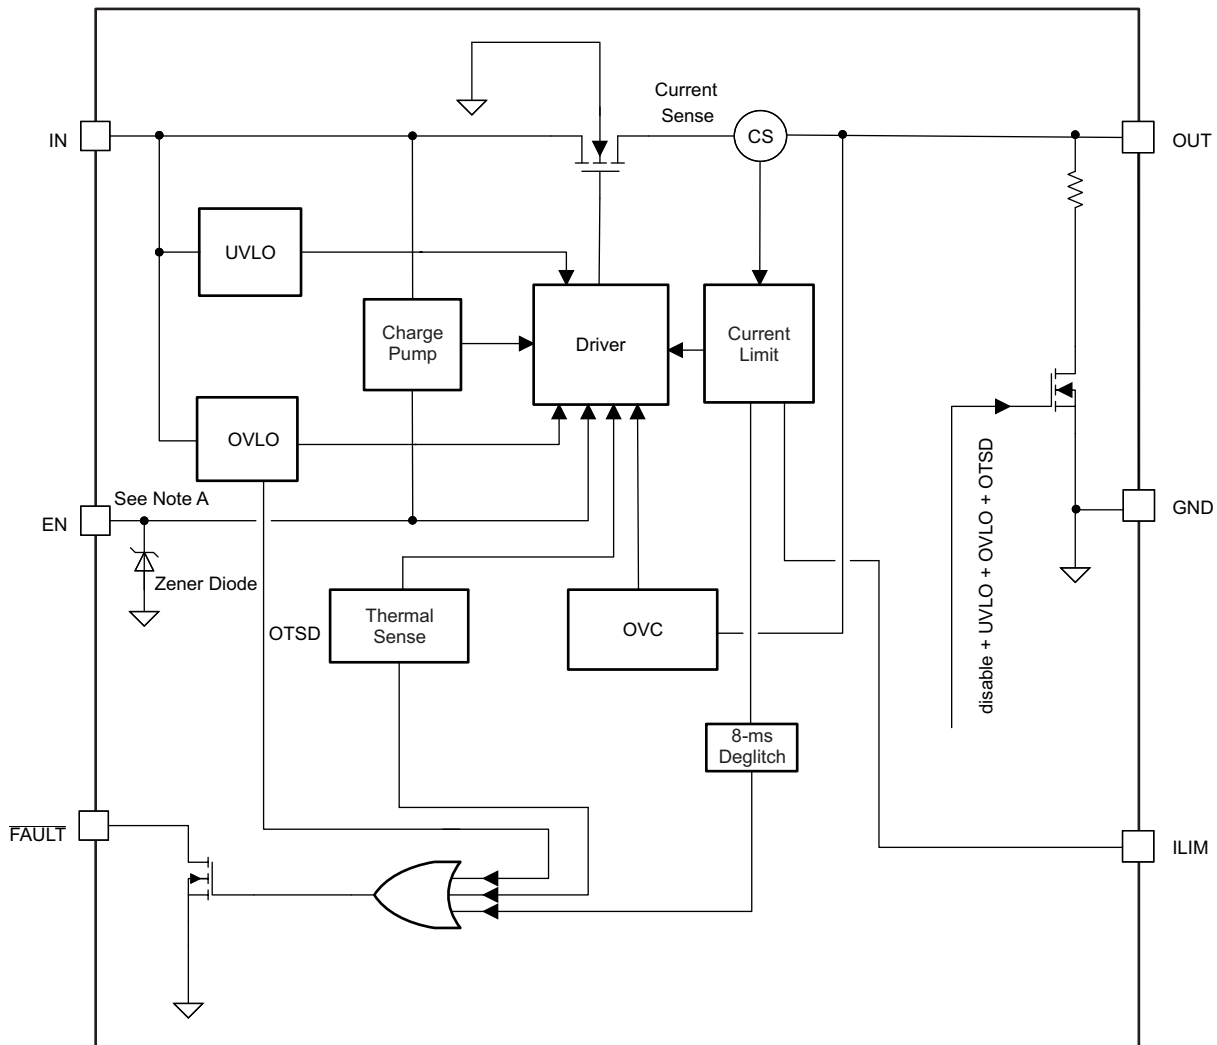 Current
Sense
IN
CS
OUT
UVLO
Charge
Pump
Driver
Current
Limit
OVLO
See Note A
EN
GND
Zener Diode
disable + UVLO + OVLO + OTSD
OTSD
Thermal
Sense
OVC
8-ms
Deglitch
FAULT
ILIM